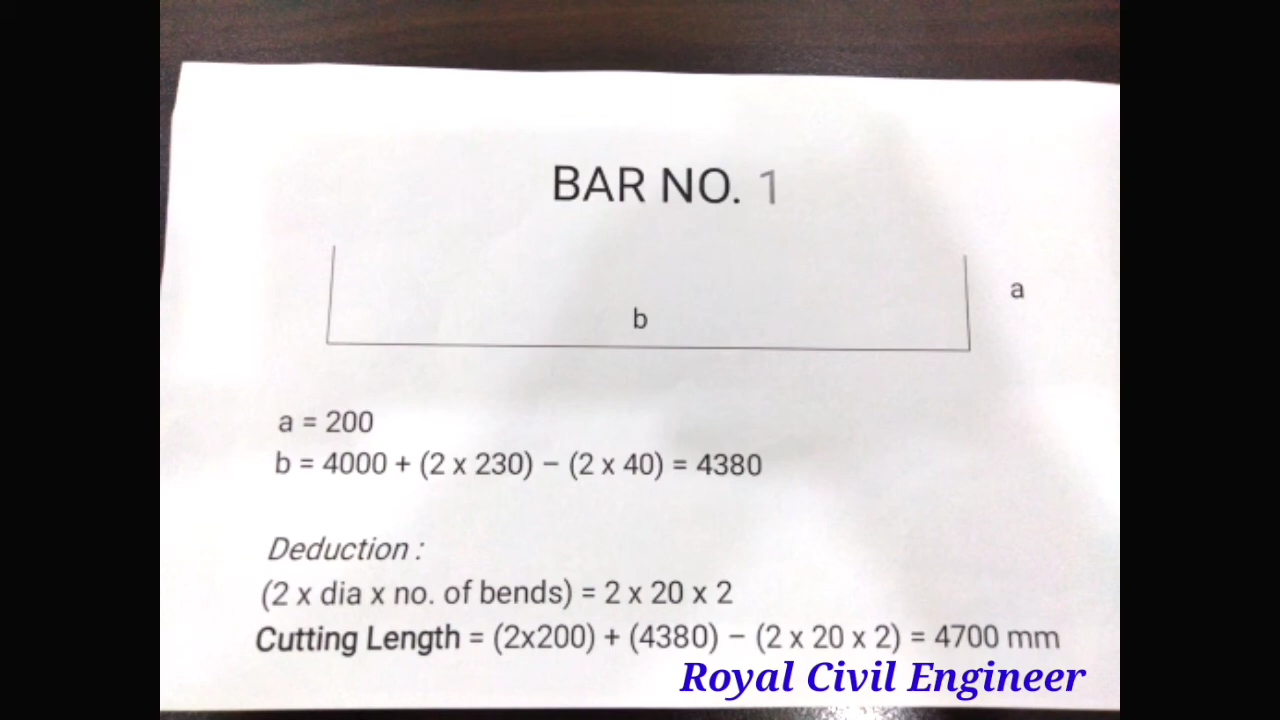 BAR NO. 1
a
b
a = 200
b = 4000 + (2 x 230) – (2 x 40) = 4380
Deduction :
(2 x dia x no. of bends) = 2 x 20 x 2
Cutting Length = (2x200) + (4380) – (2 x 20 x 2) = 4700 mm
Royal Civil Engineer